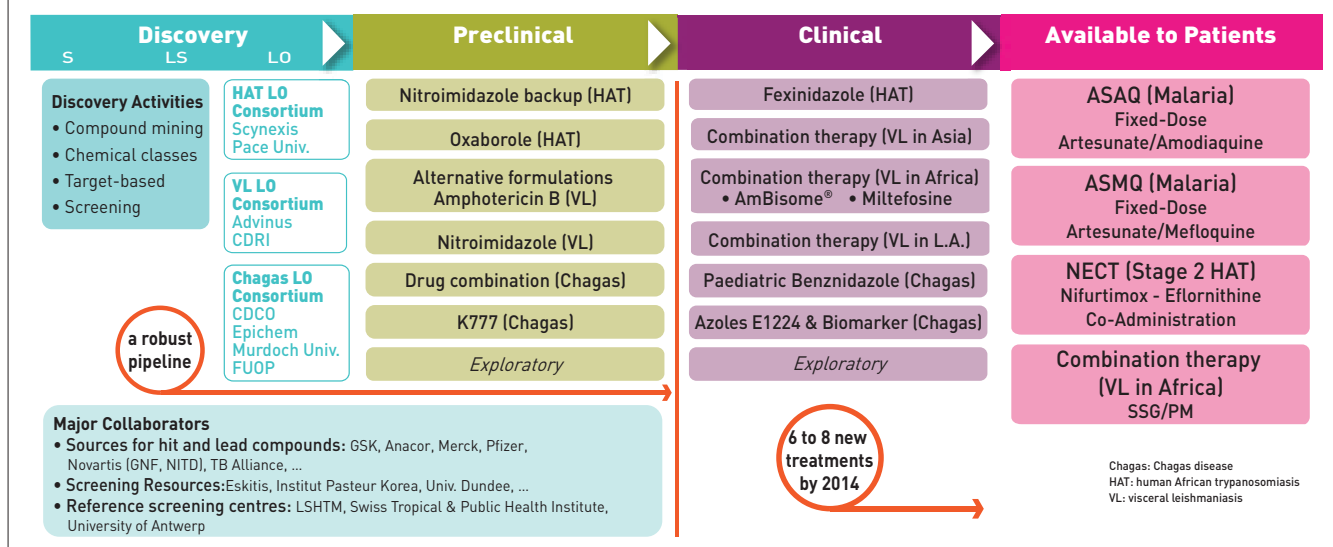 Discovery
S LS LO
Preclinical
Clinical
Available to Patients
Discovery Activities
• Compound mining
• Chemical classes
• Target-based
• Screening
HAT LO
Consortium
Scynexis
Pace Univ.
VL LO
Consortium
Advinus
CDRI
Chagas LO
Consortium
CDCO
Epichem
Murdoch Univ.
FUOP
a robust
pipeline
Nitroimidazole backup (HAT)
Oxaborole (HAT)
Alternative formulations
Amphotericin B (VL)
Nitroimidazole (VL)
Drug combination (Chagas)
K777 (Chagas)
Exploratory
Fexinidazole (HAT)
Combination therapy (VL in Asia)
Combination therapy (VL in Africa)
• AmBisome® • Miltefosine
Combination therapy (VL in L.A.)
Paediatric Benznidazole (Chagas)
Azoles E1224 & Biomarker (Chagas)
Exploratory
ASAQ (Malaria)
Fixed-Dose
Artesunate/Amodiaquine
ASMQ (Malaria)
Fixed-Dose
Artesunate/Mefloquine
NECT (Stage 2 HAT)
Nifurtimox - Eflornithine
Co-Administration
Combination therapy
(VL in Africa)
SSG/PM
Major Collaborators
• Sources for hit and lead compounds: GSK, Anacor, Merck, Pfizer,
Novartis (GNF, NITD), TB Alliance, ...
• Screening Resources:Eskitis, Institut Pasteur Korea, Univ. Dundee, ...
• Reference screening centres: LSHTM, Swiss Tropical & Public Health Institute,
University of Antwerp
6 to 8 new
treatments
by 2014
Chagas: Chagas disease
HAT: human African trypanosomiasis
VL: visceral leishmaniasis